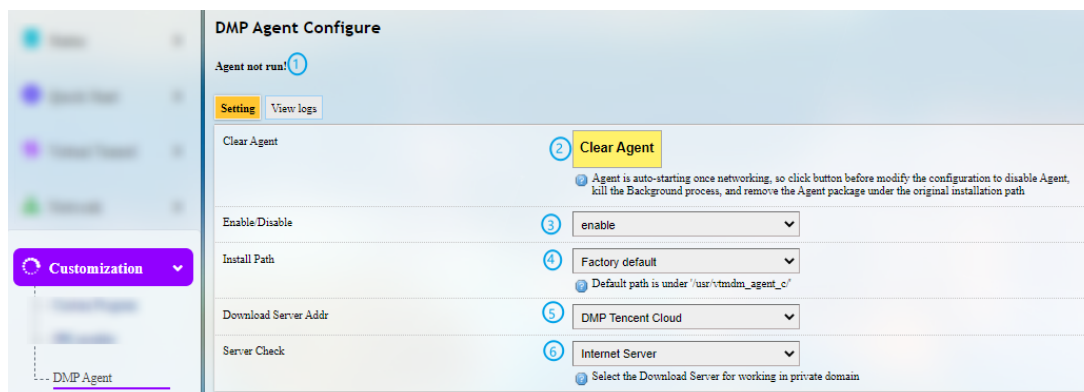 DMP Agent Configure
Agent not run! 1
Setting View logs
Clear Agent 2 Clear Agent
Agent is auto-starting once networking, so click button before modify the configuration to disable Agent,
kill the Background process, and remove the Agent package under the original installation path
Enable/Disable 3 enable
Install Path 4 Factory default
Default path is under '/usr/vtmdm_agent_c/'
Download Server Addr 5 DMP Tencent Cloud
Server Check 6 Internet Server
Select the Download Server for working in private domain
Customization
DMP Agent